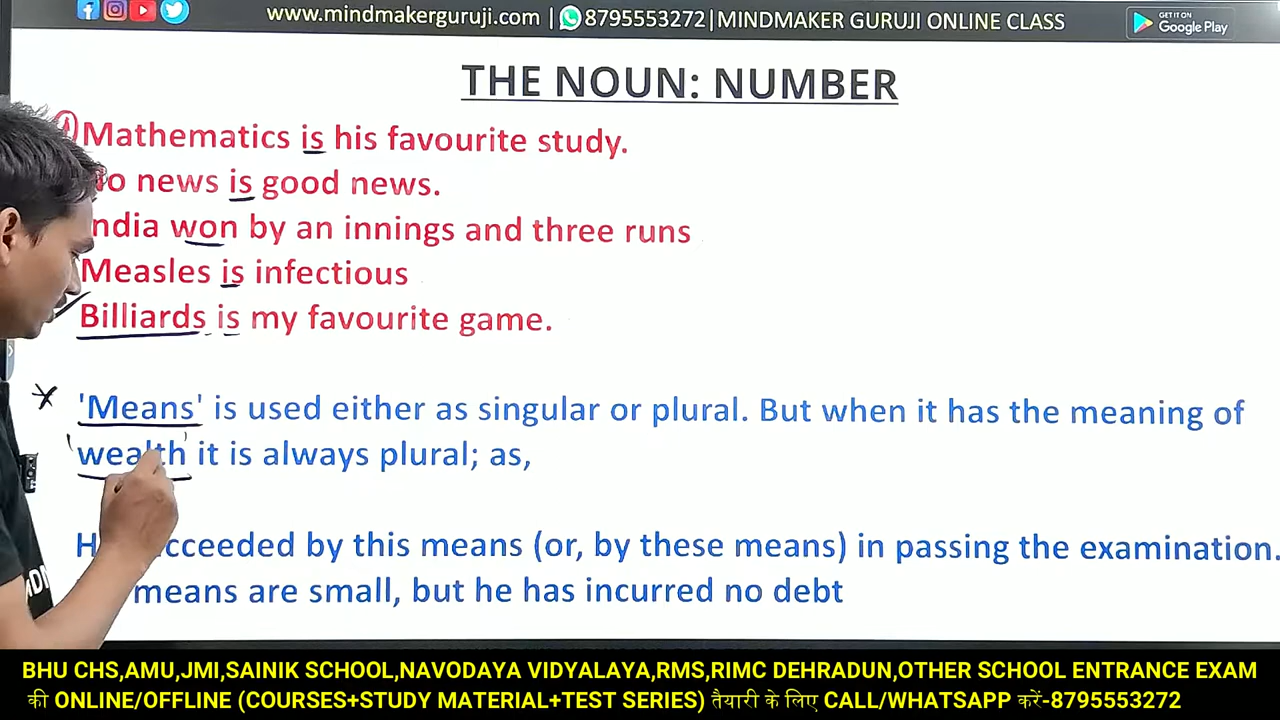 www.mindmakerguruji.com | 8795553272|MINDMAKER GURUJI ONLINE CLASS
GET IT ON
Google Play
THE NOUN: NUMBER
Mathematics is his favourite study.
news is good news.
India won by an innings and three runs
Measles is infectious
Billiards is my favourite game.
'Means' is used either as singular or plural. But when it has the meaning of
'wealth' it is always plural; as,
by this means (or, by these means) in passing the examination.
means are small, but he has incurred no debt
BHU CHS,AMU,JMI,SAINIK SCHOOL,NAVODAYA VIDYALAYA,RMS,RIMC DEHRADUN,OTHER SCHOOL ENTRANCE EXAM
की ONLINE/OFFLINE (COURSES+STUDY MATERIAL+TEST SERIES) तैयारी के लिए CALL/WHATSAPP करें-8795553272